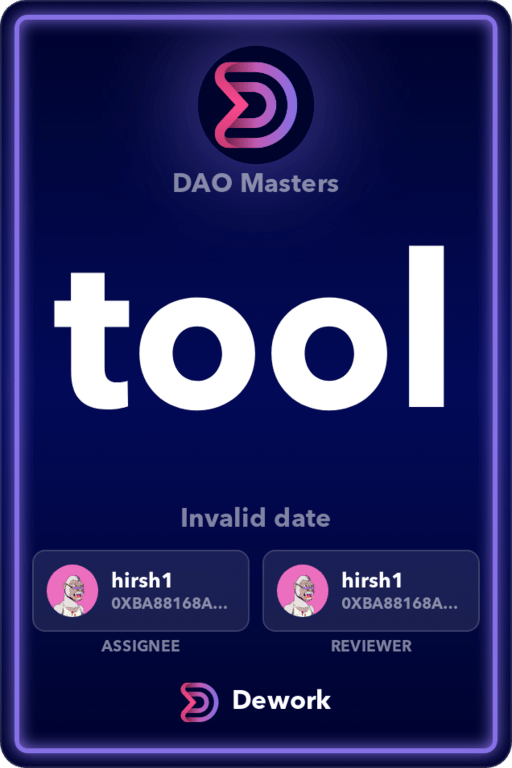 DAO Masters
tool
Invalid date
hirsh1
0XBA88168A...
ASSIGNEE
hirsh1
0XBA88168A...
REVIEWER
Dework